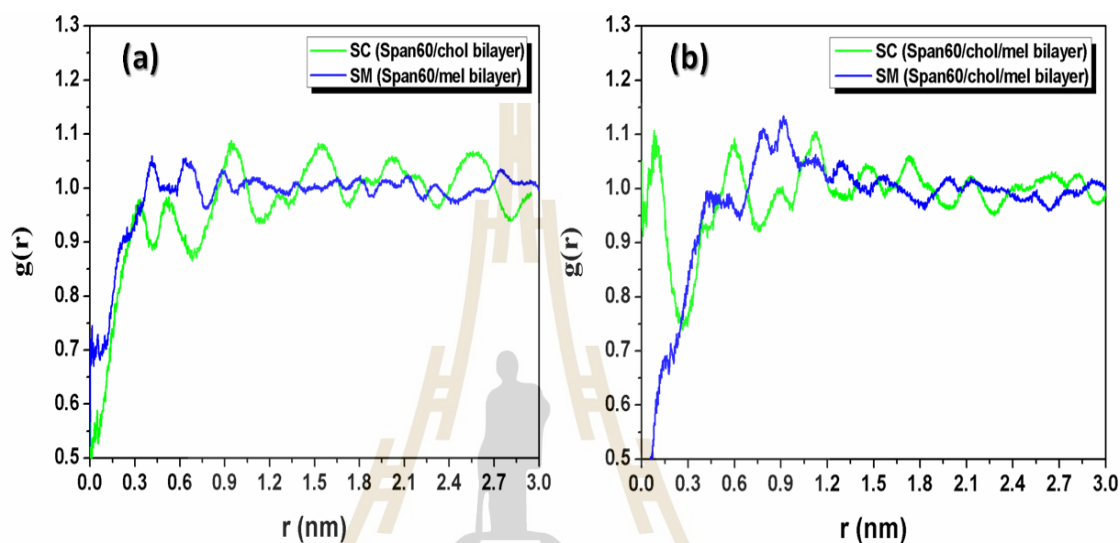 (a)
SC (Span60/chol bilayer)
SM (Span60/mel bilayer)
g(r)
1.3
1.2
1.1
1.0
0.9
0.8
0.7
0.6
0.5
0.0 0.3 0.6 0.9 1.2 1.5 1.8 2.1 2.4 2.7 3.0
r (nm)
(b)
SC (Span60/chol/mel bilayer)
SM (Span60/chol/mel bilayer)
g(r)
1.3
1.2
1.1
1.0
0.9
0.8
0.7
0.6
0.5
0.0 0.3 0.6 0.9 1.2 1.5 1.8 2.1 2.4 2.7 3.0
r (nm)